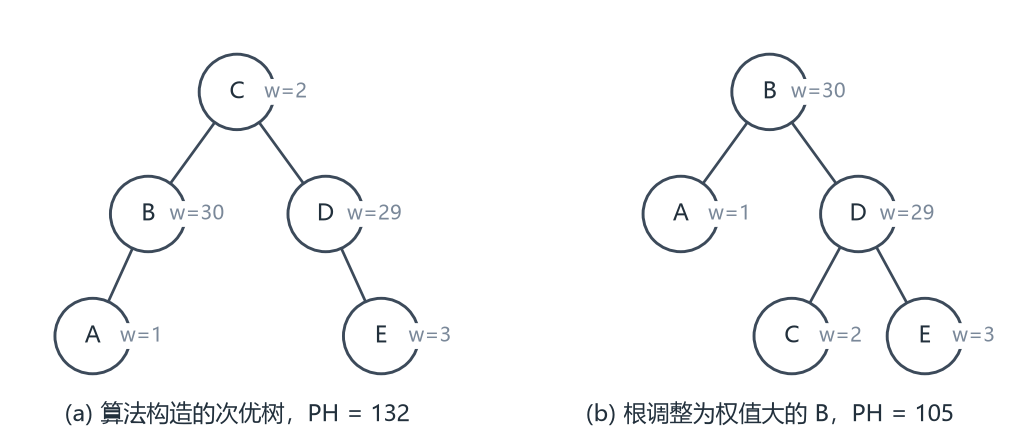 C w=2
B w=30
B w=30
D w=29
A w=1
D w=29
A w=1
E w=3
C w=2
E w=3
(a) 算法构造的次优树，PH = 132
(b) 根调整为权值大的 B，PH = 105